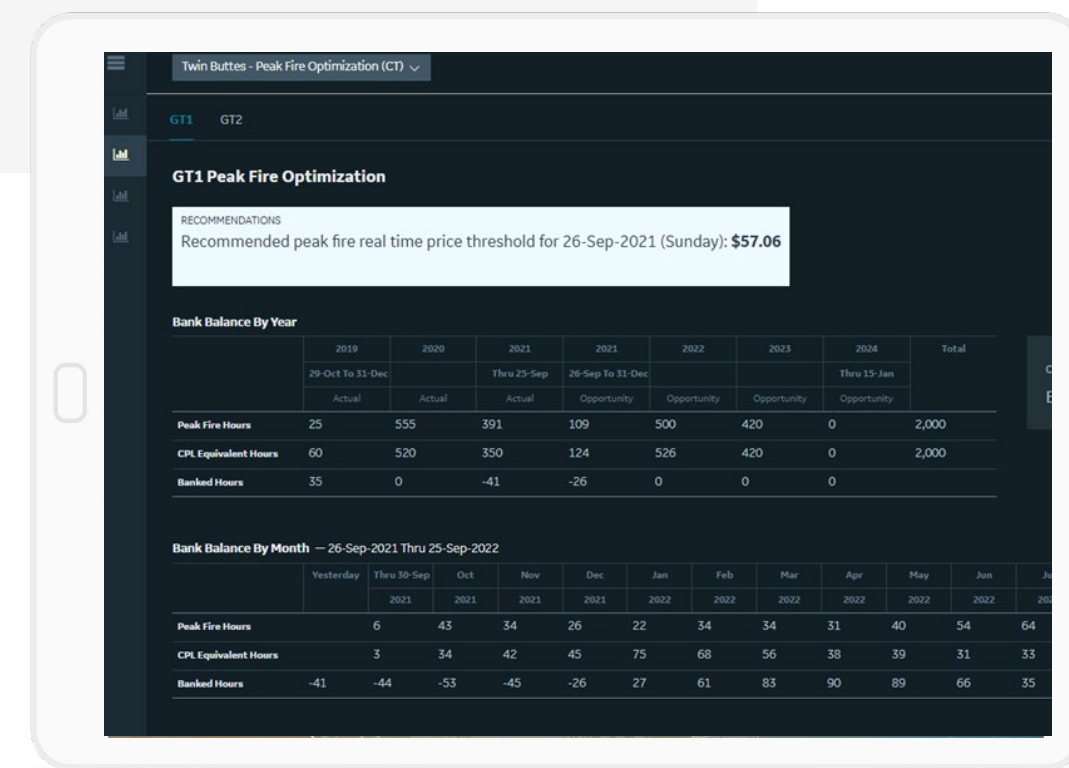 Twin Buttes - Peak Fire Optimization (CT)
GT1 GT2
GT1 Peak Fire Optimization
RECOMMENDATIONS
Recommended peak fire real time price threshold for 26-Sep-2021 (Sunday): $57.06
Bank Balance By Year
2019 2020 2021 2021 2022 2023 2024 Total
29-Oct To 31-Dec Thru 25-Sep 26-Sep To 31-Dec Thru 15-Jan
Actual Actual Actual Opportunity Opportunity Opportunity Opportunity
Peak Fire Hours 25 555 391 109 500 420 0 2,000
CPL Equivalent Hours 60 520 350 124 526 420 0 2,000
Banked Hours 35 0 -41 -26 0 0 0
Bank Balance By Month — 26-Sep-2021 Thru 25-Sep-2022
Yesterday Thru 30-Sep Oct Nov Dec Jan Feb Mar Apr May Jun
2021 2021 2021 2021 2022 2022 2022 2022 2022 2022
Peak Fire Hours 6 43 34 26 22 34 34 31 40 54 64
CPL Equivalent Hours 3 34 42 45 75 68 56 38 39 31 33
Banked Hours -41 -44 -53 -45 -26 27 61 83 90 89 66 35